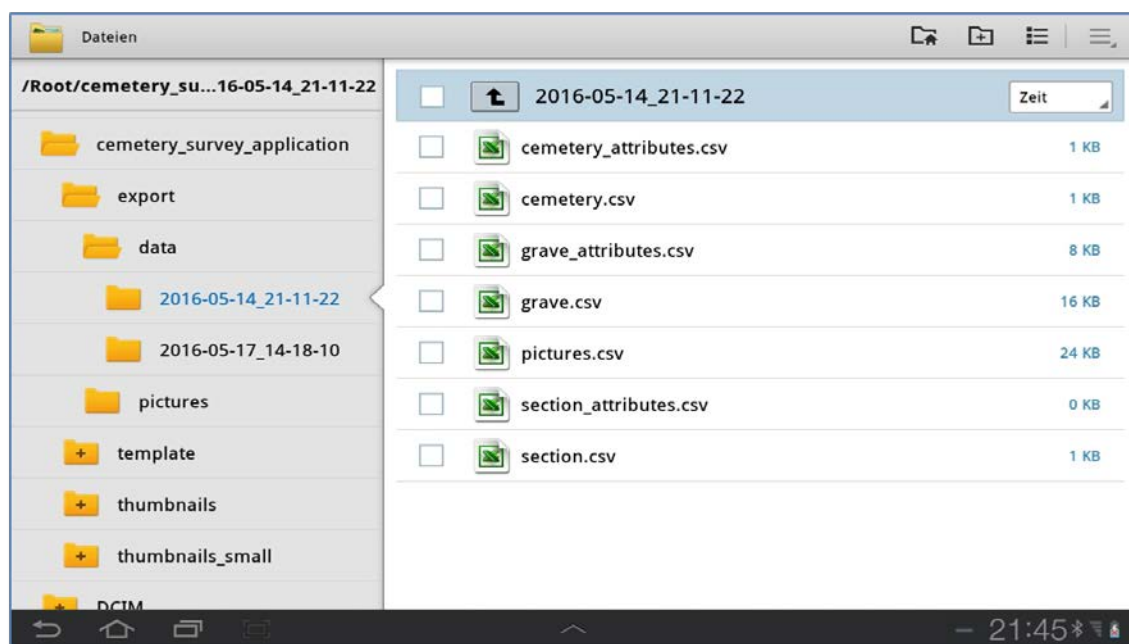 Dateien
/Root/cemetery_su...16-05-14_21-11-22
cemetery_survey_application
export
data
2016-05-14_21-11-22
2016-05-17_14-18-10
pictures
template
thumbnails
thumbnails_small
DCIM
2016-05-14_21-11-22
Zeit
cemetery_attributes.csv 1 KB
cemetery.csv 1 KB
grave_attributes.csv 8 KB
grave.csv 16 KB
pictures.csv 24 KB
section_attributes.csv 0 KB
section.csv 1 KB
21:45